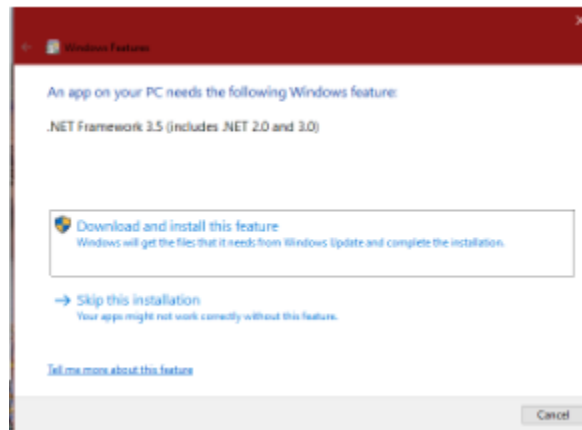 Windows Features
An app on your PC needs the following Windows feature:
.NET Framework 3.5 (includes .NET 2.0 and 3.0)
Download and install this feature
Windows will get the files that it needs from Windows Update and complete the installation.
Skip this installation
Your apps might not work correctly without this feature.
Tell me more about this feature
Cancel